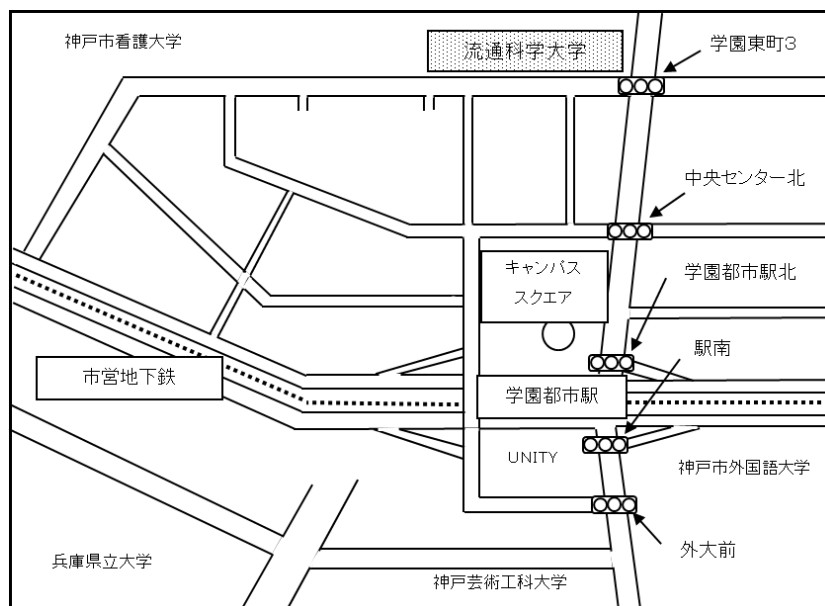 神戸市看護大学
流通科学大学
学園東町3
中央センター北
キャンパス
スクエア
学園都市駅北
駅南
市営地下鉄
学園都市駅
UNITY
神戸市外国語大学
外大前
兵庫県立大学
神戸芸術工科大学